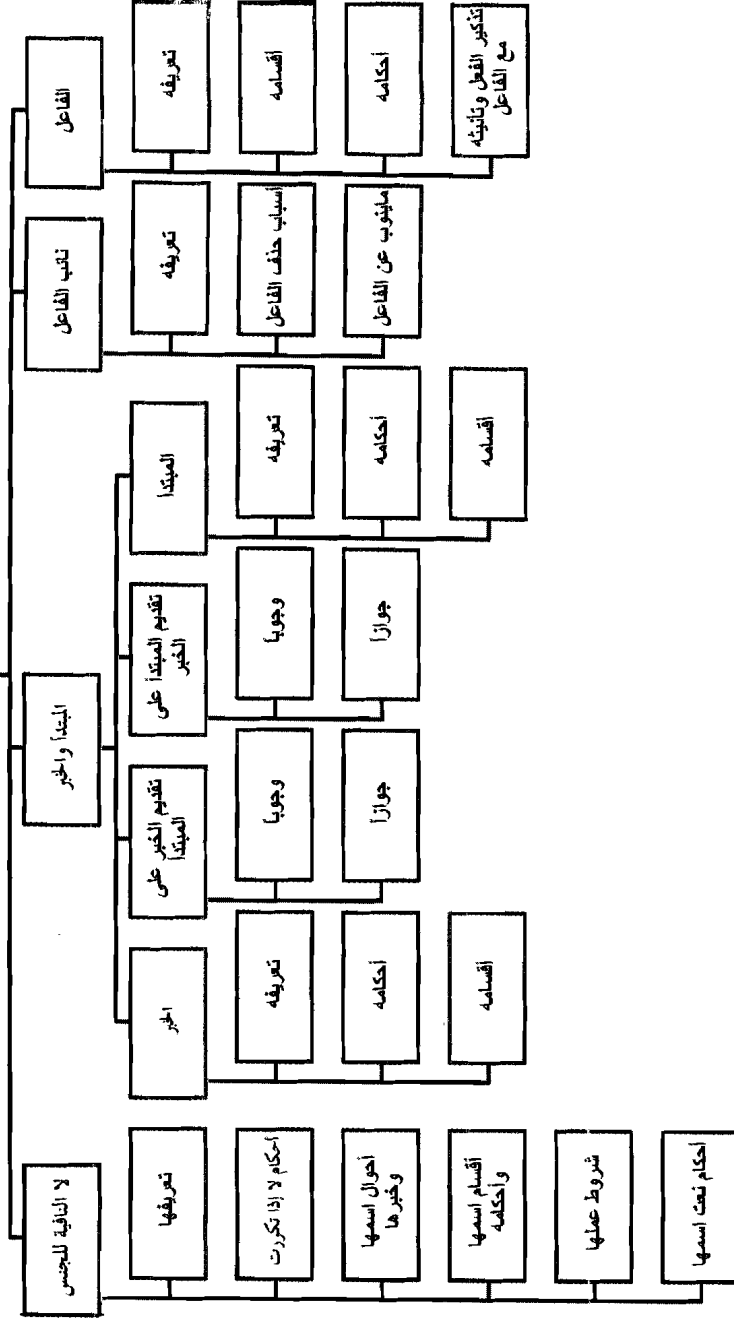 الفاعل
تعريفه
أقسامه
أحكامه
تذكير الفعل وتأنيثه
مع الفاعل
نائب الفاعل
تعريفه
أسباب حذف الفاعل
ماينوب عن الفاعل
المبتدأ والخبر
المبتدأ
تعريفه
أحكامه
أقسامه
تقديم المبتدأ على
الخبر
وجوبا
جوازا
تقديم الخبر على
المبتدأ
وجوبا
جوازا
الخبر
تعريفه
أحكامه
أقسامه
لا النافية للجنس
تعريفها
أحكام لا إذا تكررت
أحوال اسمها
وخبرها
أقسام اسمها
وأحكامه
شروط عملها
أحكام نعت اسمها